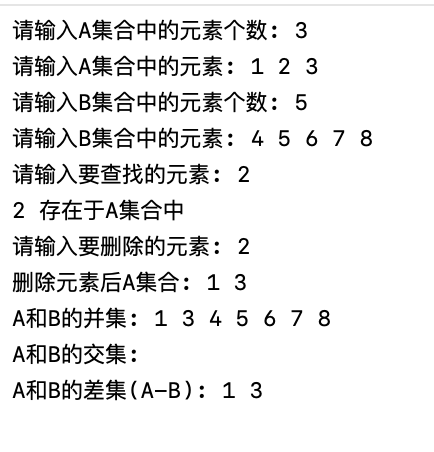 请输入A集合中的元素个数: 3
请输入A集合中的元素: 1 2 3
请输入B集合中的元素个数: 5
请输入B集合中的元素: 4 5 6 7 8
请输入要查找的元素: 2
2 存在于A集合中
请输入要删除的元素: 2
删除元素后A集合: 1 3
A和B的并集: 1 3 4 5 6 7 8
A和B的交集:
A和B的差集(A-B): 1 3